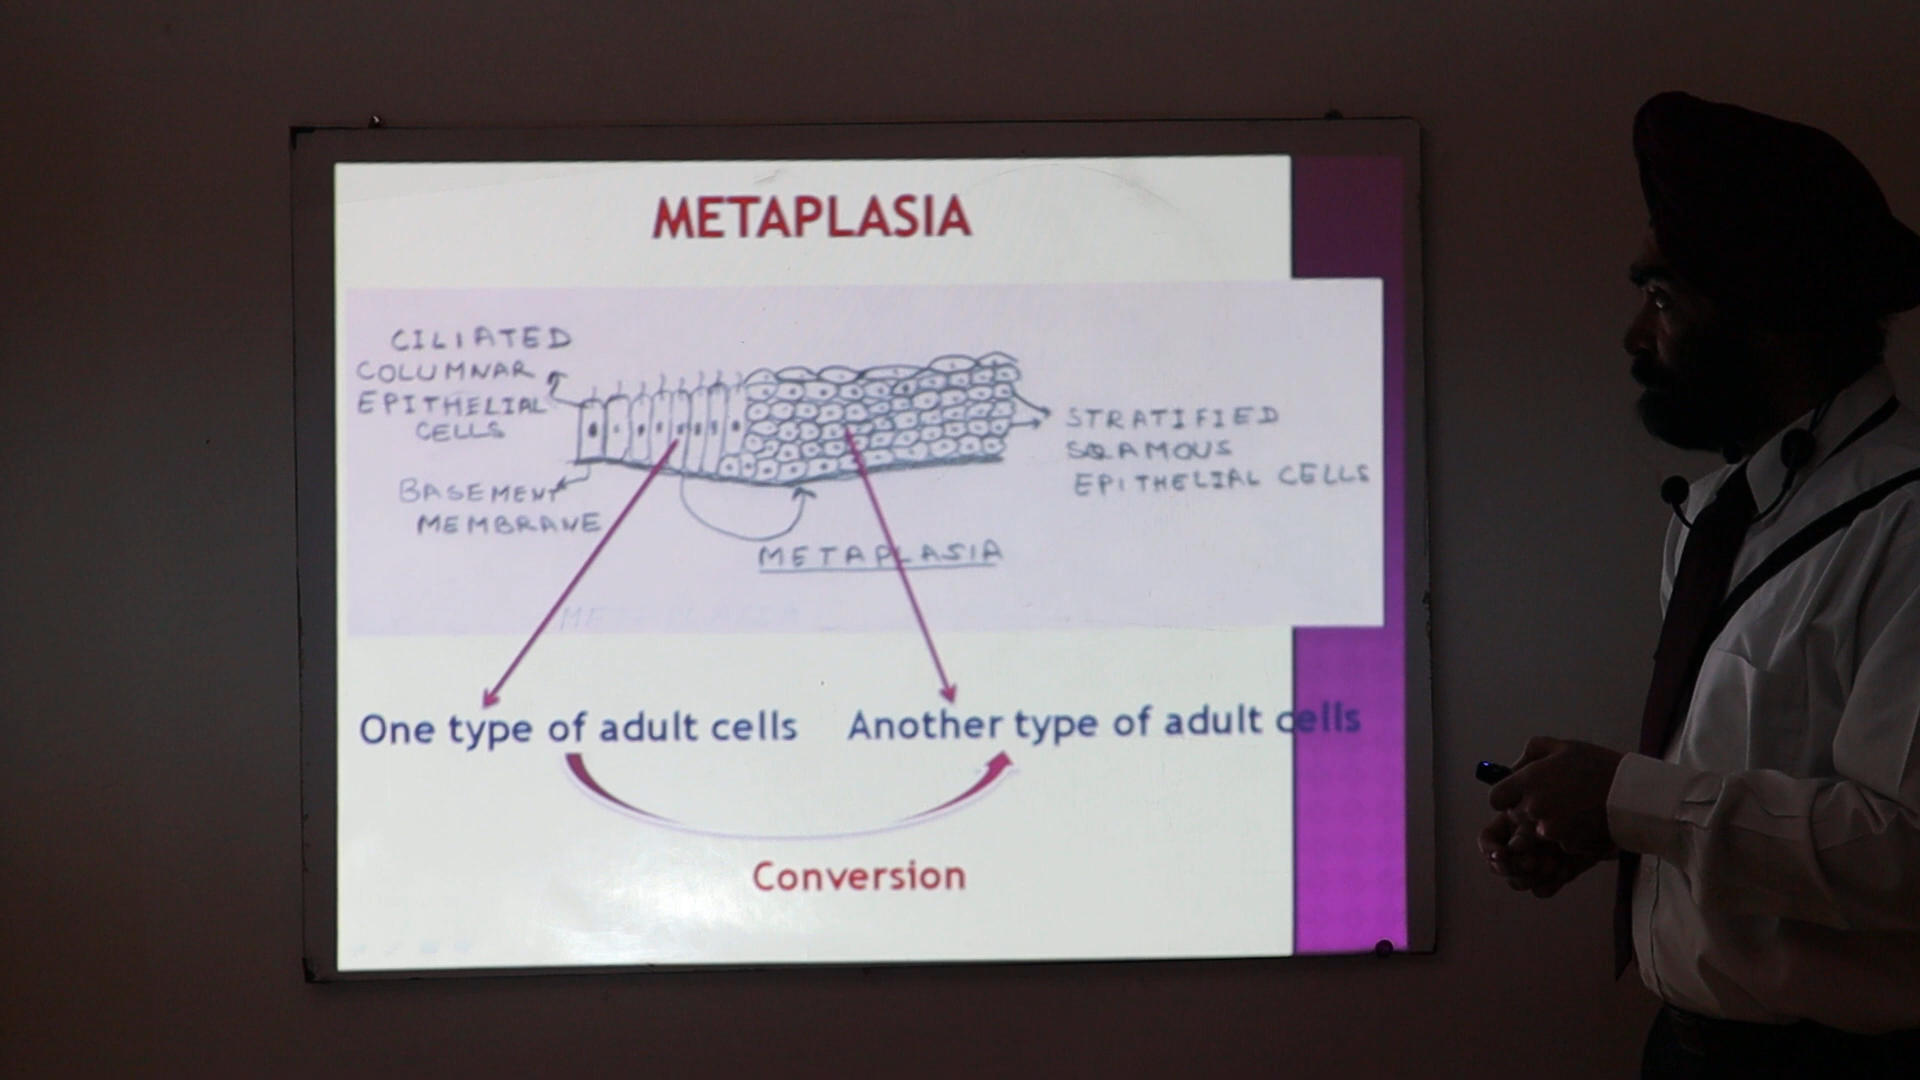 METAPLASIA
CILIATED
COLUMNAR
EPITHELIAL
CELLS
BASEMENT
MEMBRANE
STRATIFIED
SQAMOUS
EPITHELIAL CELLS
METAPLASIA
METAPLASIA
One type of adult cells
Another type of adult cells
Conversion